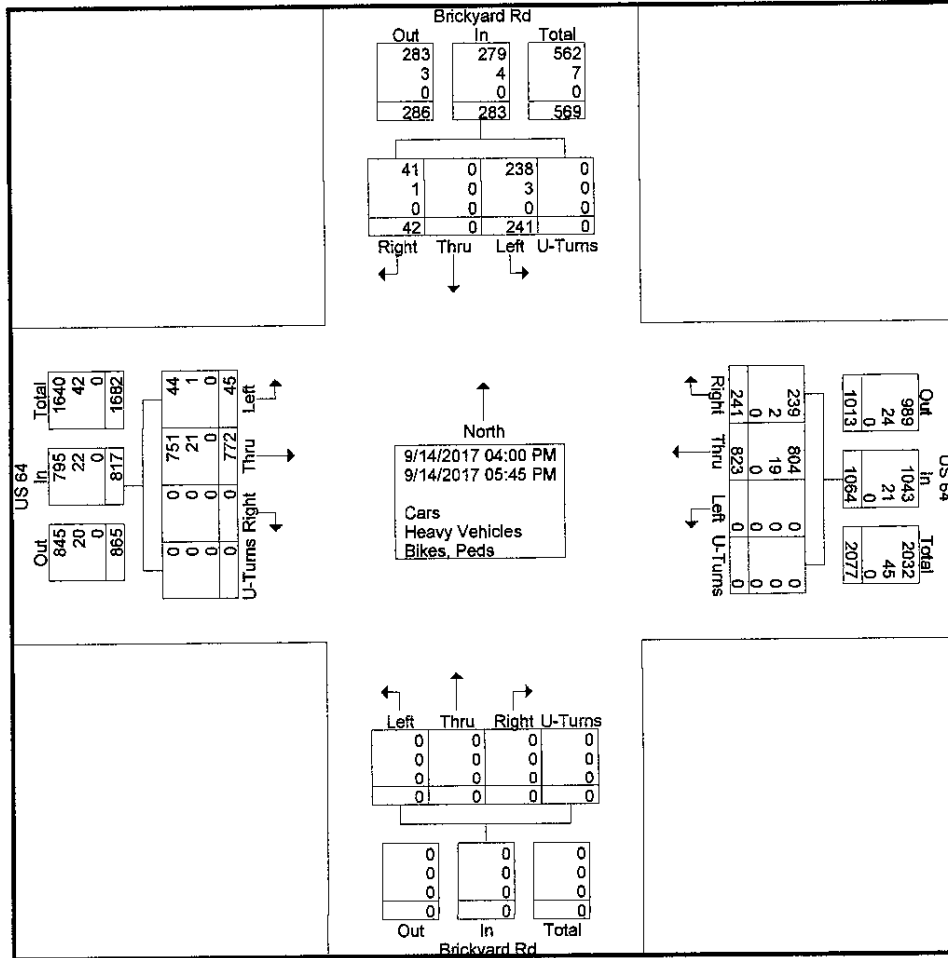 Brickyard Rd
Out In Total
283 279 562
3 4 7
0 0 0
286 283 569
41 0 238 0
1 0 3 0
0 0 0 0
42 0 241 0
Right Thru Left U-Turns
US 64
Total In Out
1640 795 845
42 22 20
0 0 0
1682 817 865
44 751 0 0
1 21 0 0
0 0 0 0
45 772 0 0
Left Thru Right U-Turns
North
9/14/2017 04:00 PM
9/14/2017 05:45 PM
Cars
Heavy Vehicles
Bikes, Peds
239 804 0 0
2 19 0 0
0 0 0 0
241 823 0 0
Right Thru Left U-Turns
US 64
Out In Total
989 1043 2032
24 21 45
0 0 0
1013 1064 2077
Left Thru Right U-Turns
0 0 0 0
0 0 0 0
0 0 0 0
0 0 0 0
0 0 0
0 0 0
0 0 0
0 0 0
Out In Total
Brickyard Rd